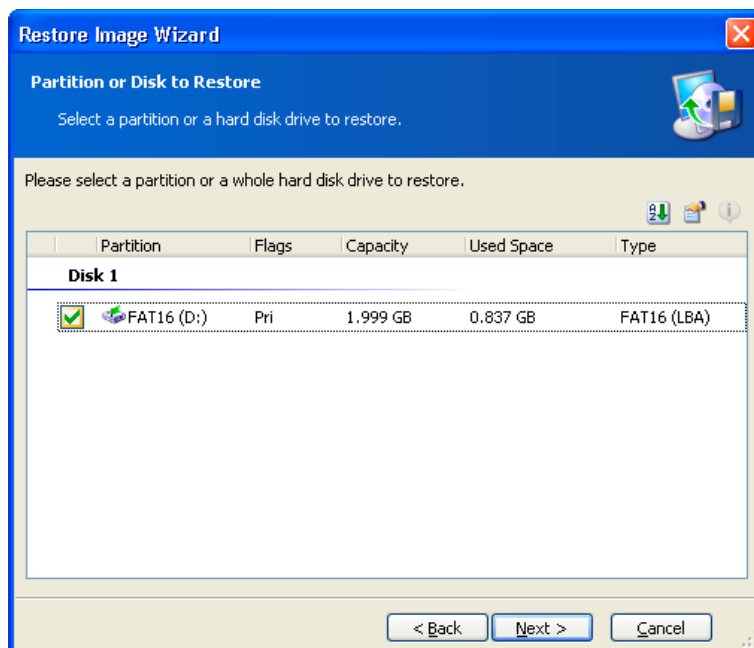 Restore Image Wizard
Partition or Disk to Restore
Select a partition or a hard disk drive to restore.
Please select a partition or a whole hard disk drive to restore.
Partition Flags Capacity Used Space Type
Disk 1
FAT16 (D:) Pri 1.999 GB 0.837 GB FAT16 (LBA)
< Back Next > Cancel